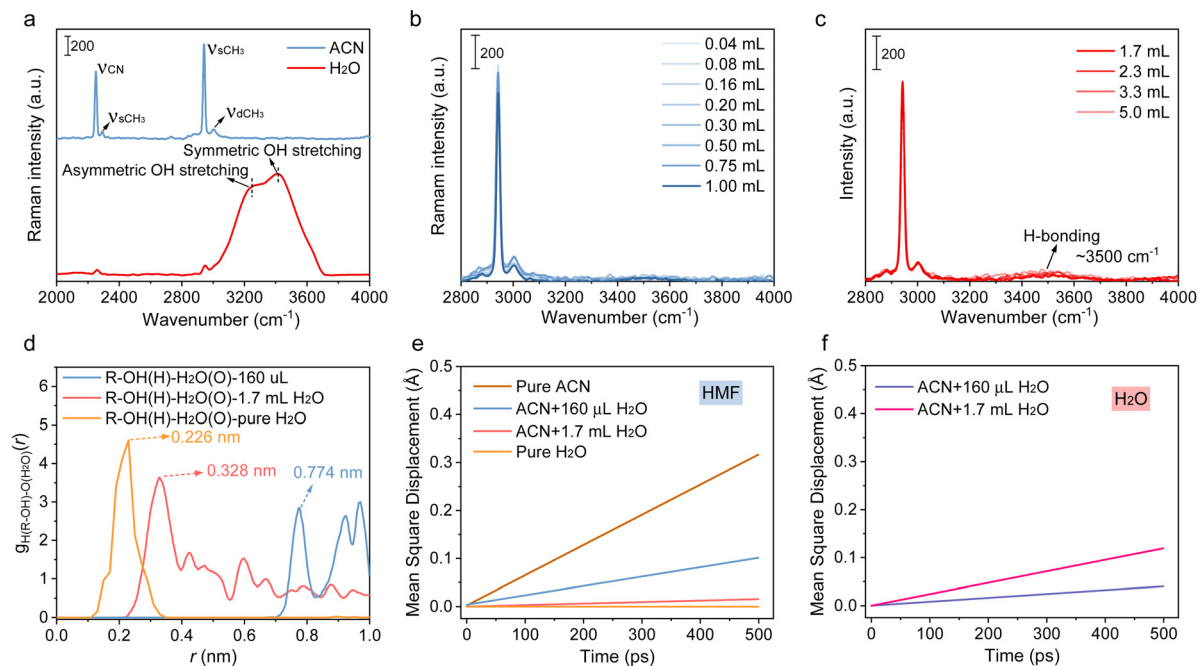 a
200
νCN
νsCH₃
νsCH₃
νdCH₃
ACN
H₂O
Symmetric OH stretching
Asymmetric OH stretching
Raman intensity (a.u.)
2000 2400 2800 3200 3600 4000
Wavenumber (cm⁻¹)
b
200
0.04 mL
0.08 mL
0.16 mL
0.20 mL
0.30 mL
0.50 mL
0.75 mL
1.00 mL
Ramam intensity (a.u.)
2800 3000 3200 3400 3600 3800 4000
Wavenumber (cm⁻¹)
c
200
1.7 mL
2.3 mL
3.3 mL
5.0 mL
H-bonding
~3500 cm⁻¹
Intensity (a.u.)
2800 3000 3200 3400 3600 3800 4000
Wavenumber (cm⁻¹)
d
R-OH(H)-H₂O(O)-160 uL
R-OH(H)-H₂O(O)-1.7 mL H₂O
R-OH(H)-H₂O(O)-pure H₂O
0.226 nm
0.328 nm
0.774 nm
gH(R-OH)-O(H₂O)(r)
6
5
4
3
2
1
0
0.0 0.2 0.4 0.6 0.8 1.0
r (nm)
e
Pure ACN
ACN+160 μL H₂O
ACN+1.7 mL H₂O
Pure H₂O
HMF
Mean Square Displacement (Å)
0.5
0.4
0.3
0.2
0.1
0.0
0 100 200 300 400 500
Time (ps)
f
ACN+160 μL H₂O
ACN+1.7 mL H₂O
H₂O
Mean Square Displacement (Å)
0.5
0.4
0.3
0.2
0.1
0.0
0 100 200 300 400 500
Time (ps)